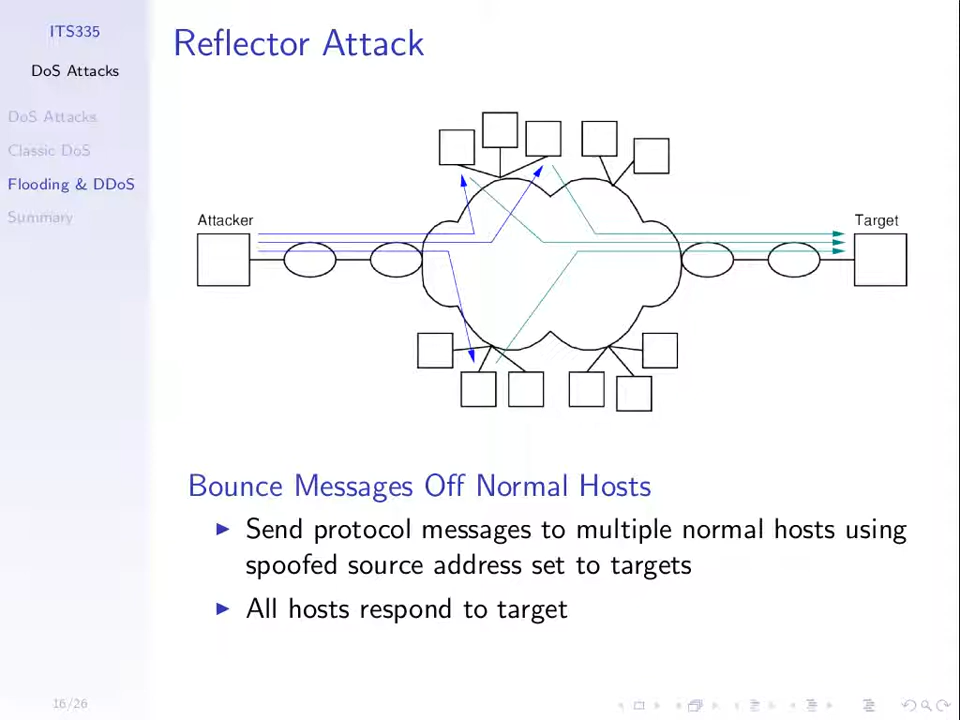 ITS335
DoS Attacks
DoS Attacks
Classic DoS
Flooding & DDoS
Summary
Reflector Attack
Attacker
Target
Bounce Messages Off Normal Hosts
Send protocol messages to multiple normal hosts using
spoofed source address set to targets
All hosts respond to target
16/26